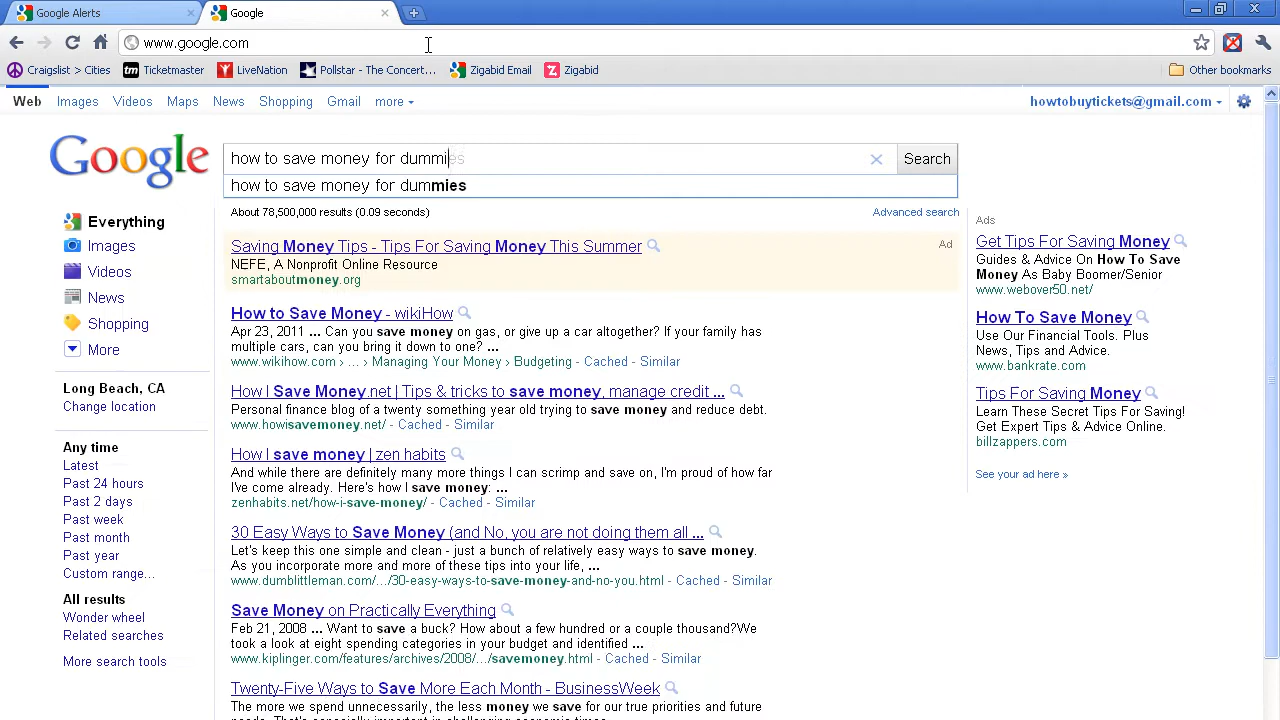 Google Alerts
Google
www.google.com
Craigslist > Cities
Ticketmaster
LiveNation
Pollstar - The Concert...
Zigabid Email
Zigabid
Other bookmarks
Web Images Videos Maps News Shopping Gmail more
howtobuytickets@gmail.com
Google
how to save money for dummies
Search
how to save money for dummies
About 78,500,000 results (0.09 seconds)
Advanced search
Everything
Images
Videos
News
Shopping
More
Long Beach, CA
Change location
Any time
Latest
Past 24 hours
Past 2 days
Past week
Past month
Past year
Custom range...
All results
Wonder wheel
Related searches
More search tools
Saving Money Tips - Tips For Saving Money This Summer
Ad
NEFE, A Nonprofit Online Resource
smartaboutmoney.org
How to Save Money - wikiHow
Apr 23, 2011 ... Can you save money on gas, or give up a car altogether? If your family has
multiple cars, can you bring it down to one? ...
www.wikihow.com › ... › Managing Your Money › Budgeting - Cached - Similar
How I Save Money.net | Tips & tricks to save money, manage credit ...
Personal finance blog of a twenty something year old trying to save money and reduce debt.
www.howisavemoney.net/ - Cached - Similar
How I save money | zen habits
And while there are definitely many more things I can scrimp and save on, I'm proud of how far
I've come already. Here's how I save money: ...
zenhabits.net/how-i-save-money/ - Cached - Similar
30 Easy Ways to Save Money (and No, you are not doing them all ...
Let's keep this one simple and clean - just a bunch of relatively easy ways to save money.
As you incorporate more and more of these tips into your life, ...
www.dumblittleman.com/.../30-easy-ways-to-save-money-and-no-you.html - Cached - Similar
Save Money on Practically Everything
Feb 21, 2008 ... Want to save a buck? How about a few hundred or a couple thousand?We
took a look at eight spending categories in your budget and identified ...
www.kiplinger.com/features/archives/2008/.../savemoney.html - Cached - Similar
Twenty-Five Ways to Save More Each Month - BusinessWeek
The more we spend unnecessarily, the less money we save for our true priorities and future
Ads
Get Tips For Saving Money
Guides & Advice On How To Save
Money As Baby Boomer/Senior
www.webover50.net/
How To Save Money
Use Our Financial Tools. Plus
News, Tips and Advice.
www.bankrate.com
Tips For Saving Money
Learn These Secret Tips For Saving!
Get Expert Tips & Advice Online.
billzappers.com
See your ad here »